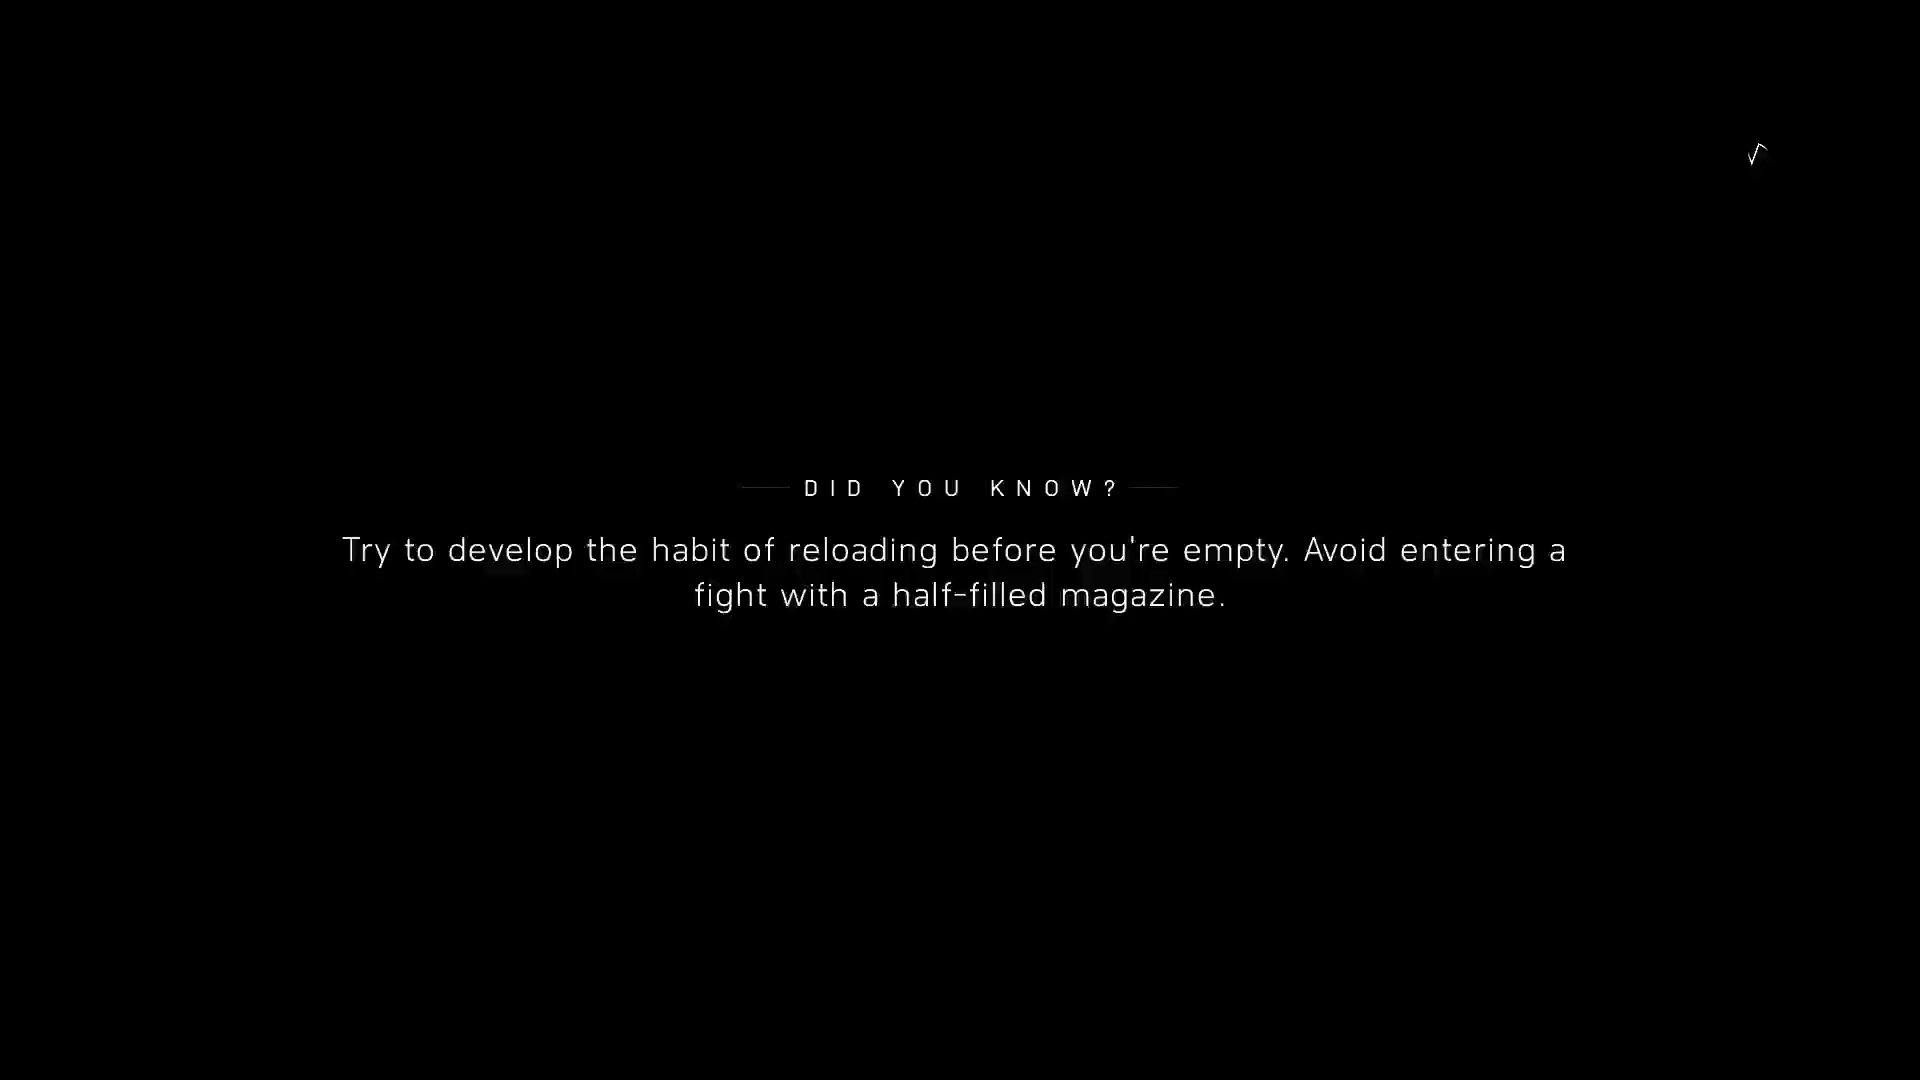 DID YOU KNOW?
Try to develop the habit of reloading before you're empty. Avoid entering a
fight with a half-filled magazine.